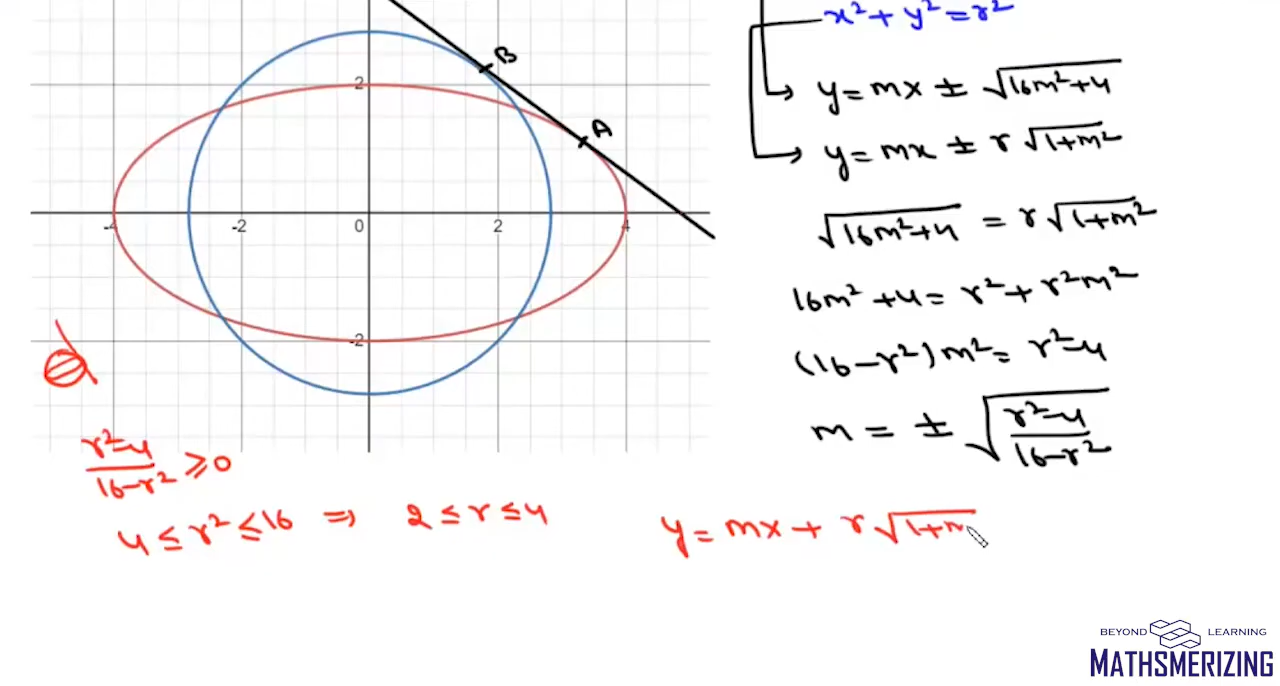 x² + y² = r²
B
y = mx ± √(16m²+4)
2
A
y = mx ± r √(1+m²)
-4 -2 0 2 4
√(16m²+4) = r √(1+m²)
16m² + 4 = r² + r²m²
-2
(16-r²) m² = r²-4
m = ± √((r²-4)/(16-r²))
(r²-4)/(16-r²) ≥ 0
4 ≤ r² ≤ 16 ⇒ 2 ≤ r ≤ 4
y = mx + r √(1+m
BEYOND LEARNING
MATHSMERIZING